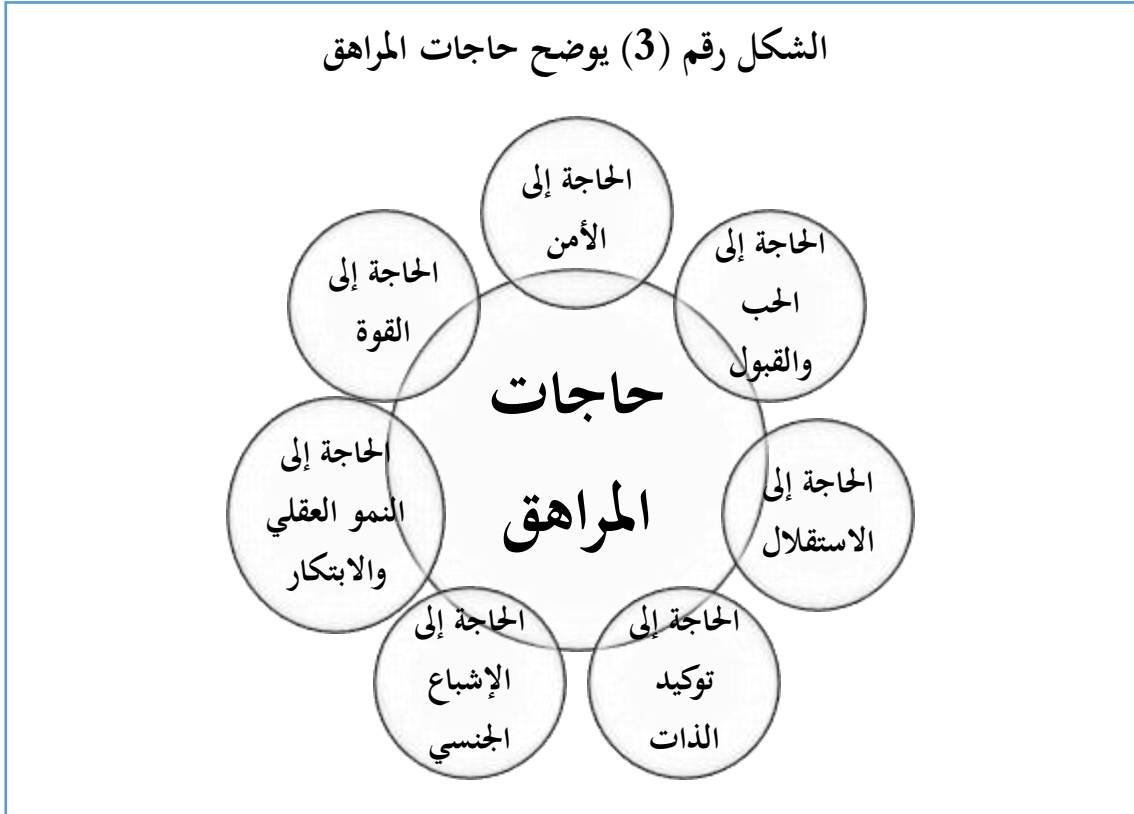 الشكل رقم (3) يوضح حاجات المراهق
الحاجة إلى
الأمن
الحاجة إلى
الحب
والقبول
الحاجة إلى
الاستقلال
الحاجة إلى
توكيد
الذات
الحاجة إلى
الإشباع
الجنسي
الحاجة إلى
النمو العقلي
والابتكار
الحاجة إلى
القوة
حاجات
المراهق